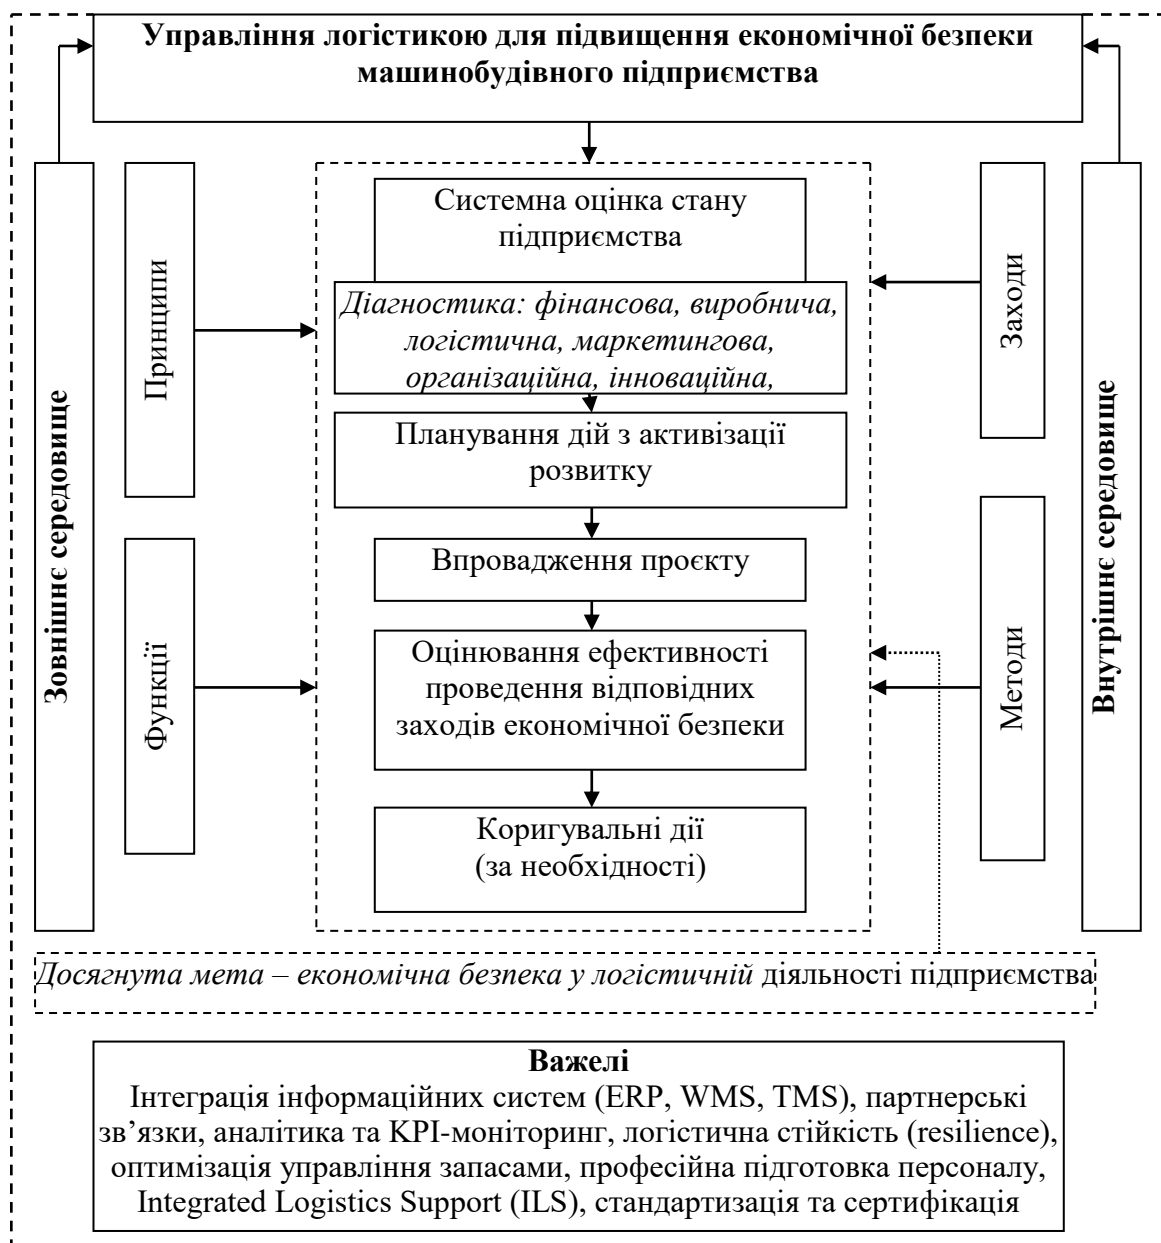 Управління логістикою для підвищення економічної безпеки
машинобудівного підприємства
Зовнішнє середовище
Принципи
Функції
Системна оцінка стану
підприємства
Діагностика: фінансова, виробнича,
логістична, маркетингова,
організаційна, інноваційна,
Планування дій з активізації
розвитку
Впровадження проєкту
Оцінювання ефективності
проведення відповідних
заходів економічної безпеки
Коригувальні дії
(за необхідності)
Заходи
Методи
Внутрішнє середовище
Досягнута мета – економічна безпека у логістичній діяльності підприємства
Важелі
Інтеграція інформаційних систем (ERP, WMS, TMS), партнерські
зв’язки, аналітика та KPI-моніторинг, логістична стійкість (resilience),
оптимізація управління запасами, професійна підготовка персоналу,
Integrated Logistics Support (ILS), стандартизація та сертифікація